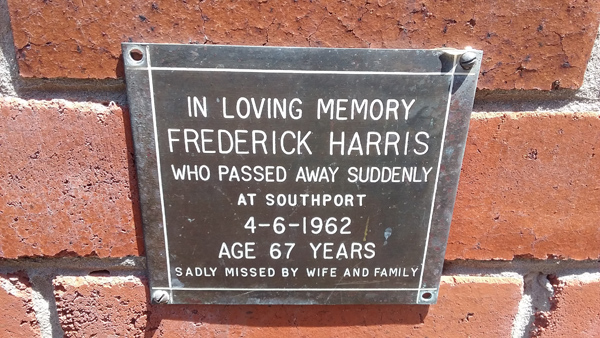 IN LOVING MEMORY
FREDERICK HARRIS
WHO PASSED AWAY SUDDENLY
AT SOUTHPORT
4-6-1962
AGE 67 YEARS
SADLY MISSED BY WIFE AND FAMILY